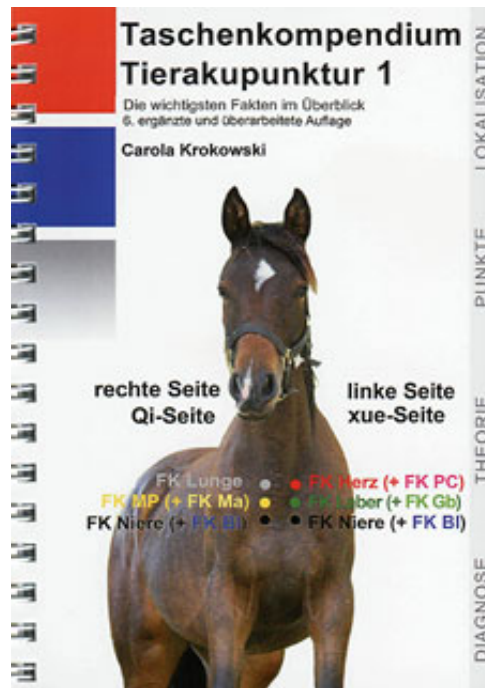 Taschenkompendium
Tierakupunktur 1
Die wichtigsten Fakten im Überblick
6. ergänzte und überarbeitete Auflage
Carola Krokowski
rechte Seite
Qi-Seite
linke Seite
xue-Seite
FK Lunge
FK MP (+ FK Ma)
FK Niere (+ FK Bl)
FK Herz (+ FK PC)
FK Leber (+ FK Gb)
FK Niere (+ FK Bl)
LOKALISATION
PUNKTE
THEORIE
DIAGNOSE